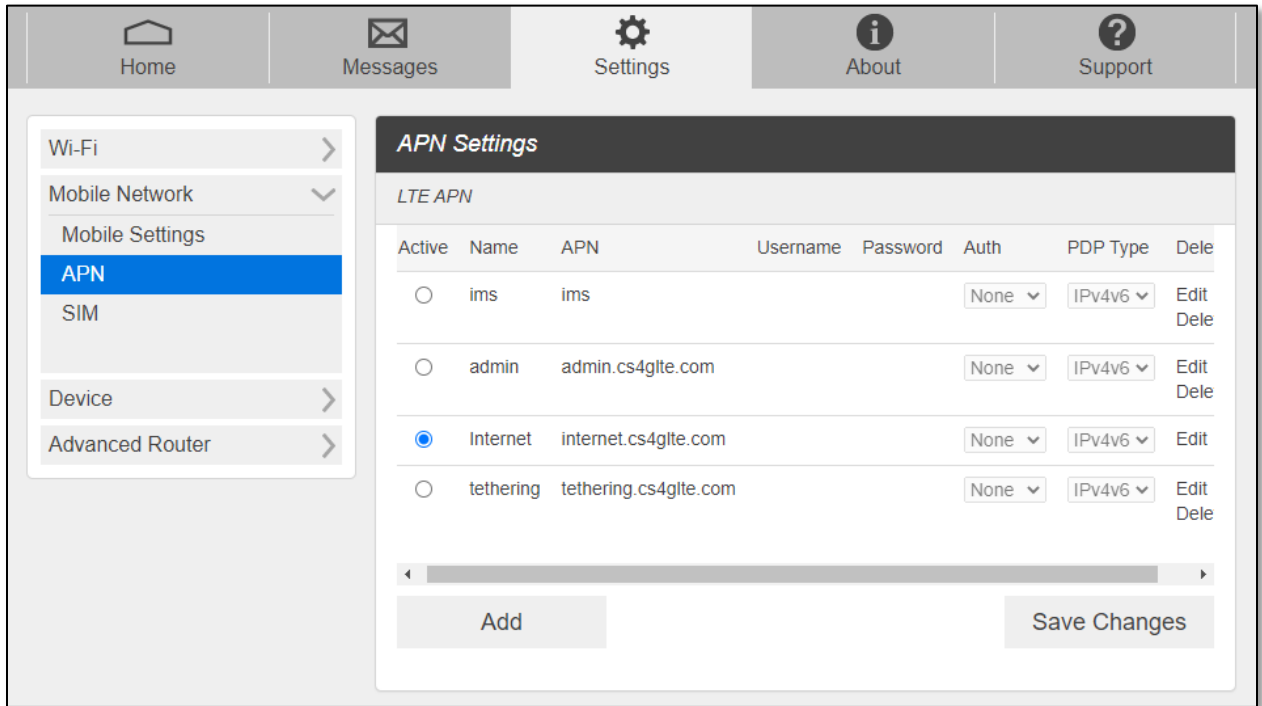 Home Messages Settings About Support
Wi-Fi
Mobile Network
Mobile Settings
APN
SIM
Device
Advanced Router
APN Settings
LTE APN
Active Name APN Username Password Auth PDP Type Dele
ims ims None IPv4v6 Edit
Dele
admin admin.cs4glte.com None IPv4v6 Edit
Dele
Internet internet.cs4glte.com None IPv4v6 Edit
tethering tethering.cs4glte.com None IPv4v6 Edit
Dele
Add Save Changes